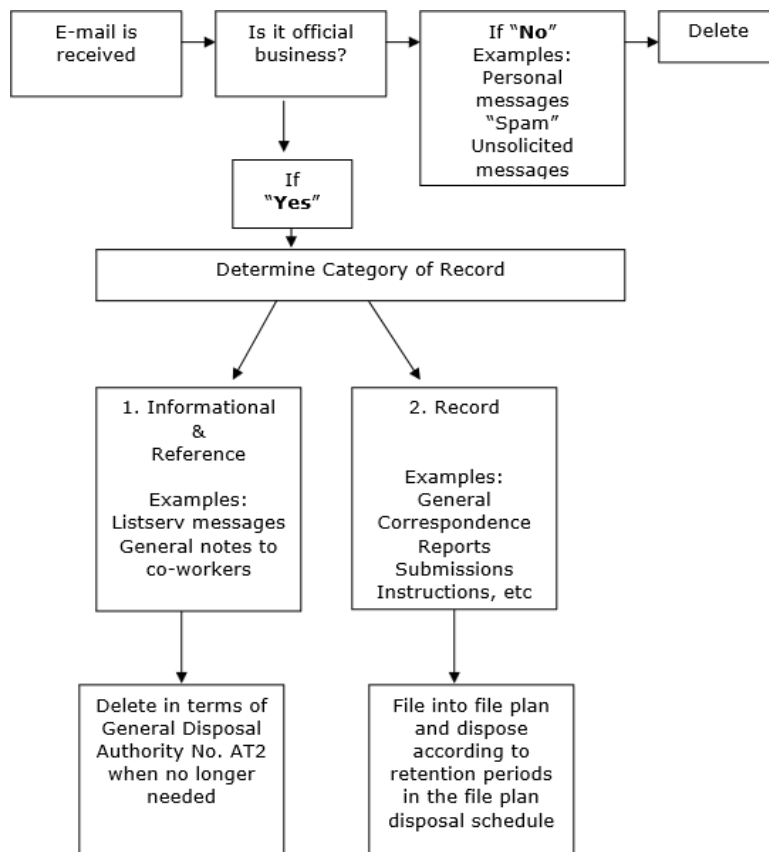 E-mail is
received
Is it official
business?
If “No”
Examples:
Personal
messages
“Spam”
Unsolicited
messages
Delete
If
“Yes”
Determine Category of Record
1. Informational
&
Reference
Examples:
Listserv messages
General notes to
co-workers
2. Record
Examples:
General
Correspondence
Reports
Submissions
Instructions, etc
Delete in terms of
General Disposal
Authority No. AT2
when no longer
needed
File into file plan
and dispose
according to
retention periods
in the file plan
disposal schedule